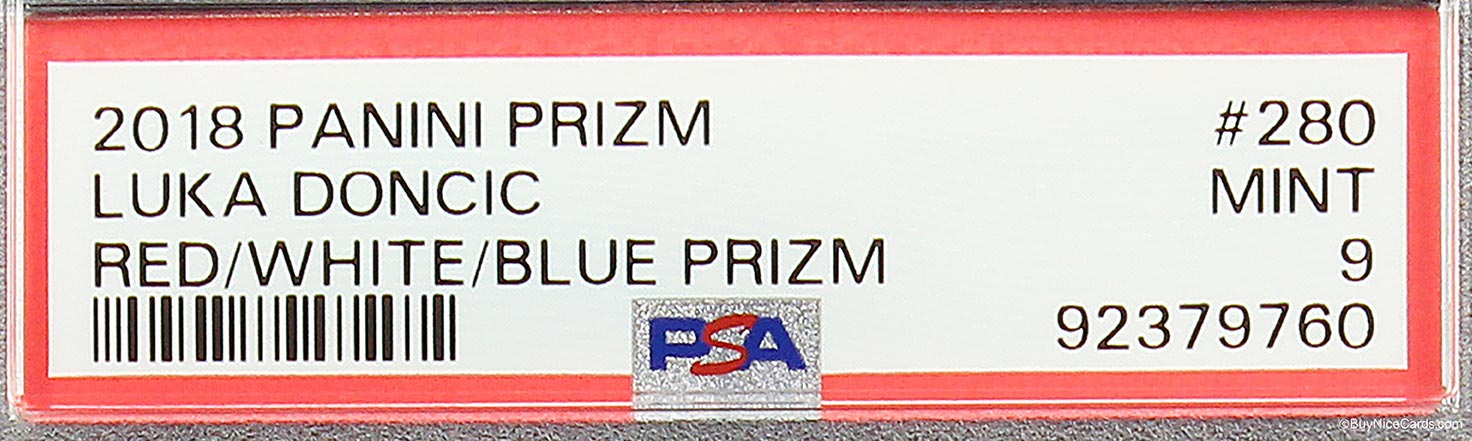 2018 PANINI PRIZM #280
LUKA DONCIC MINT
RED/WHITE/BLUE PRIZM 9
PSA 92379760
©BuyNiceCards.com